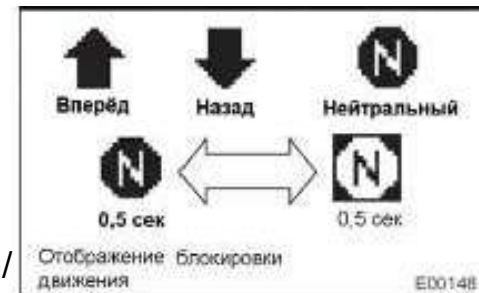 Вперёд Назад Нейтральный
N
N N
0,5 сек 0,5 сек
/ Отображение блокировки
движения E00148